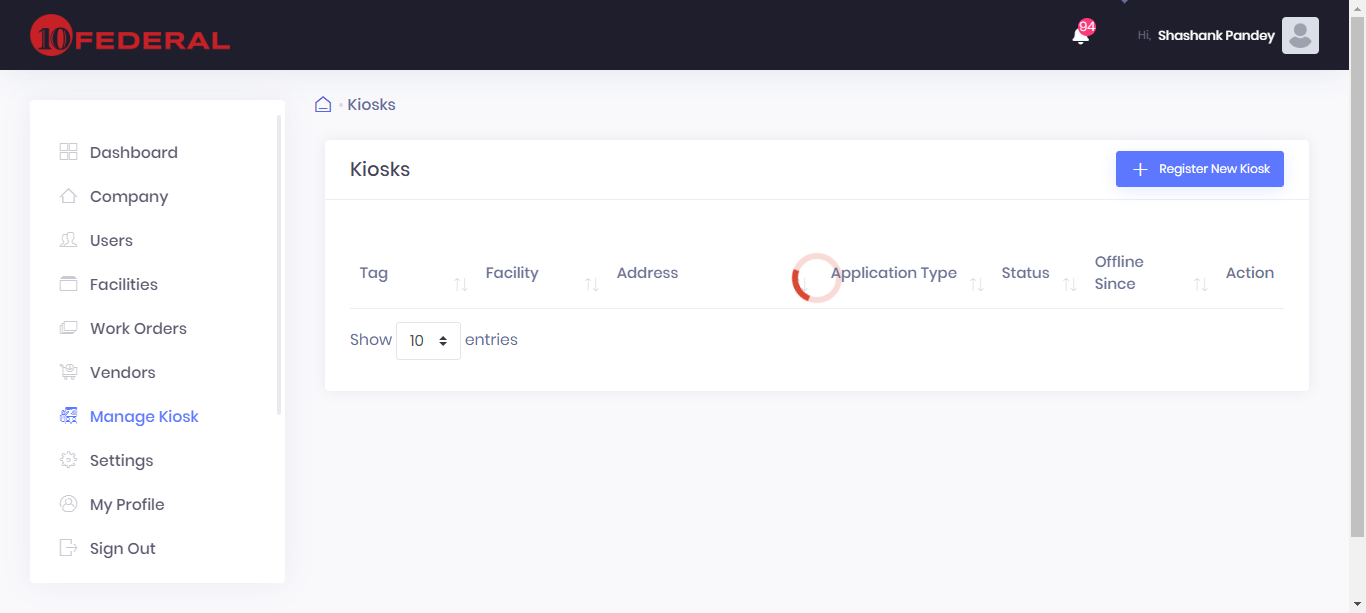 10 FEDERAL
94
Hi, Shashank Pandey
Dashboard
Company
Users
Facilities
Work Orders
Vendors
Manage Kiosk
Settings
My Profile
Sign Out
Kiosks
Kiosks
Register New Kiosk
Tag Facility Address Application Type Status Offline Since Action
Show 10 entries